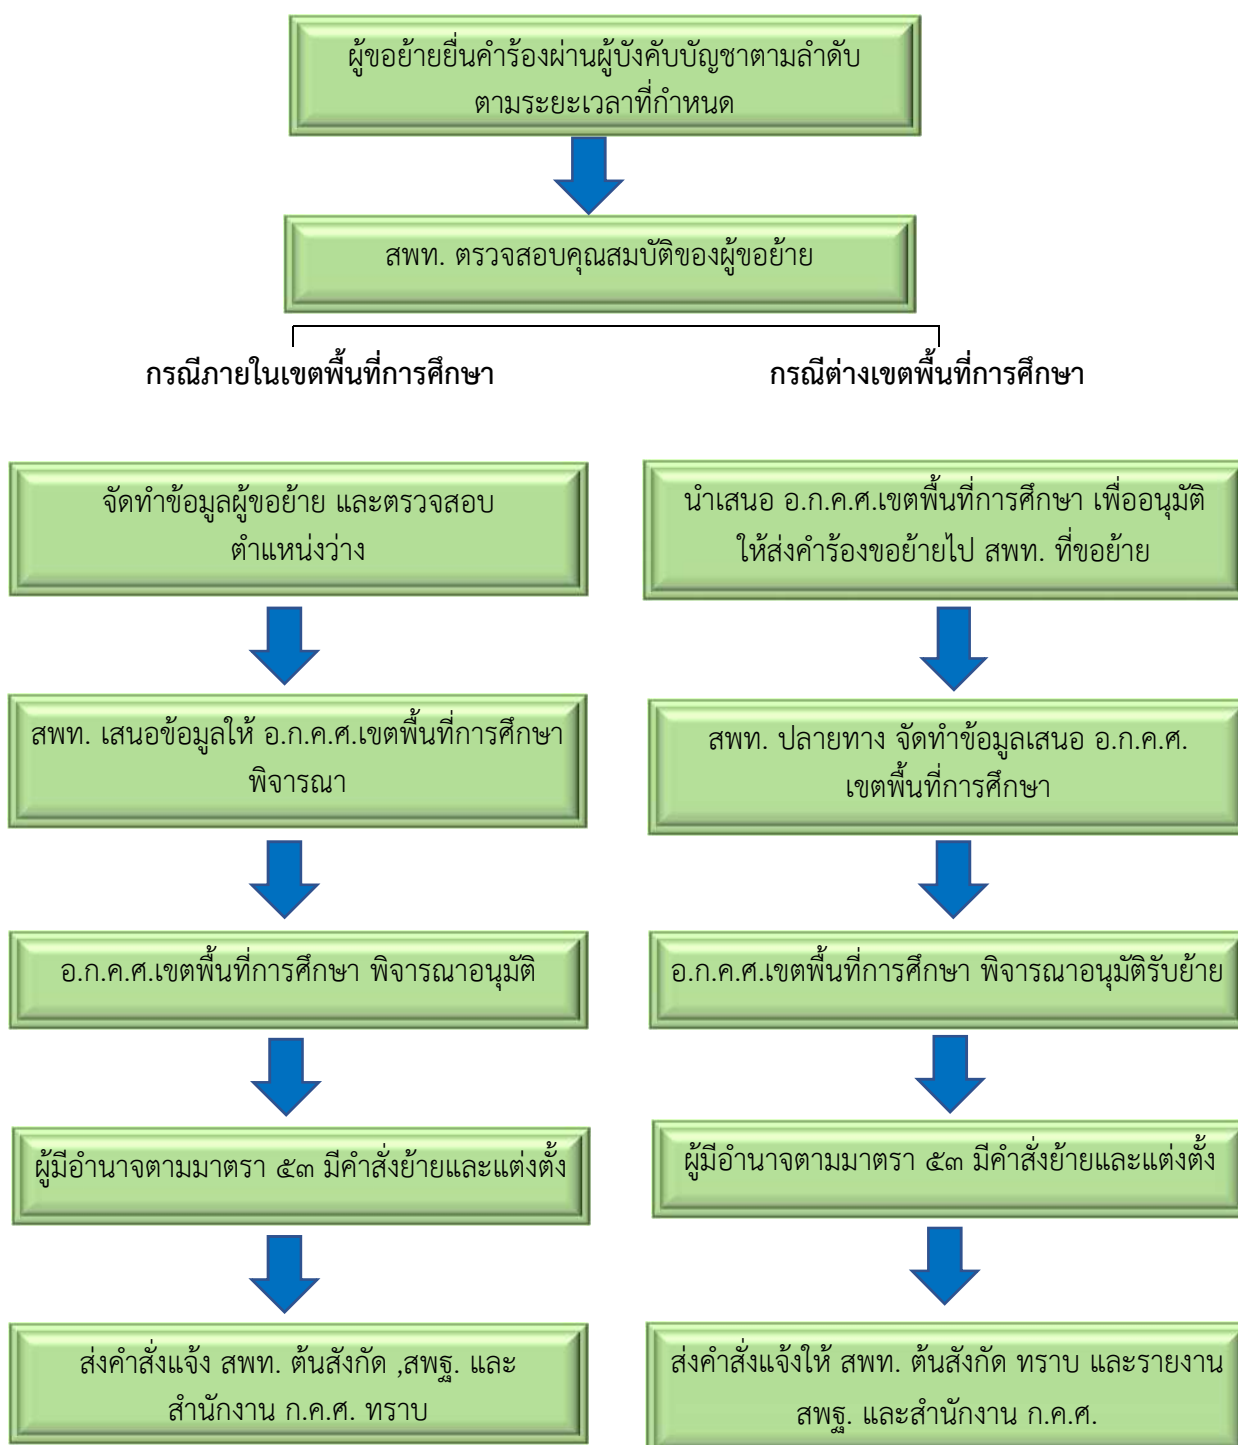 ผู้ขอย้ายยื่นคำร้องผ่านผู้บังคับบัญชาตามลำดับ
ตามระยะเวลาที่กำหนด
สพท. ตรวจสอบคุณสมบัติของผู้ขอย้าย
กรณีภายในเขตพื้นที่การศึกษา
จัดทำข้อมูลผู้ขอย้าย และตรวจสอบ
ตำแหน่งว่าง
สพท. เสนอข้อมูลให้ อ.ก.ค.ศ.เขตพื้นที่การศึกษา
พิจารณา
อ.ก.ค.ศ.เขตพื้นที่การศึกษา พิจารณาอนุมัติ
ผู้มีอำนาจตามมาตรา ๕๓ มีคำสั่งย้ายและแต่งตั้ง
ส่งคำสั่งแจ้ง สพท. ต้นสังกัด ,สพฐ. และ
สำนักงาน ก.ค.ศ. ทราบ
กรณีต่างเขตพื้นที่การศึกษา
นำเสนอ อ.ก.ค.ศ.เขตพื้นที่การศึกษา เพื่ออนุมัติ
ให้ส่งคำร้องขอย้ายไป สพท. ที่ขอย้าย
สพท. ปลายทาง จัดทำข้อมูลเสนอ อ.ก.ค.ศ.
เขตพื้นที่การศึกษา
อ.ก.ค.ศ.เขตพื้นที่การศึกษา พิจารณาอนุมัติรับย้าย
ผู้มีอำนาจตามมาตรา ๕๓ มีคำสั่งย้ายและแต่งตั้ง
ส่งคำสั่งแจ้งให้ สพท. ต้นสังกัด ทราบ และรายงาน
สพฐ. และสำนักงาน ก.ค.ศ.